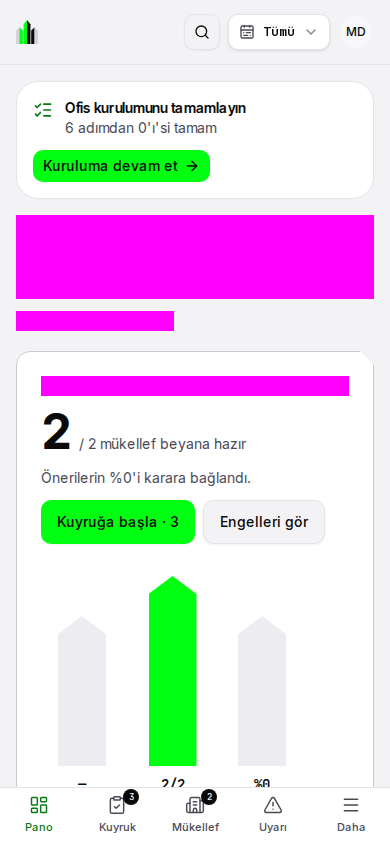 Tümü
MD
Ofis kurulumunu tamamlayın
6 adımdan 0'ı'si tamam
Kuruluma devam et →
2 / 2 mükellef beyana hazır
Önerilerin %0'i karara bağlandı.
Kuyruğa başla · 3
Engelleri gör
— 2/2 %0
3 2
Pano Kuyruk Mükellef Uyarı Daha